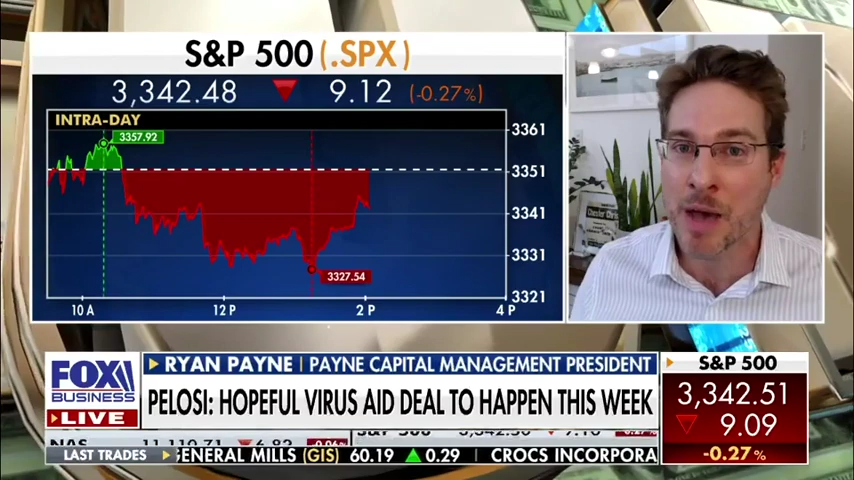 S&P 500 (.SPX)
3,342.48 ▼ 9.12 (-0.27%)
INTRA-DAY
3357.92
3361
3351
3341
3331
3327.54
3321
10 A 12 P 2 P 4 P
FOX
BUSINESS
LIVE
RYAN PAYNE | PAYNE CAPITAL MANAGEMENT PRESIDENT
PELOSI: HOPEFUL VIRUS AID DEAL TO HAPPEN THIS WEEK
S&P 500
3,342.51
▼ 9.09
-0.27%
LAST TRADES
ENERAL MILLS (GIS) 60.19 ▲ 0.29 CROCS INCORPORA